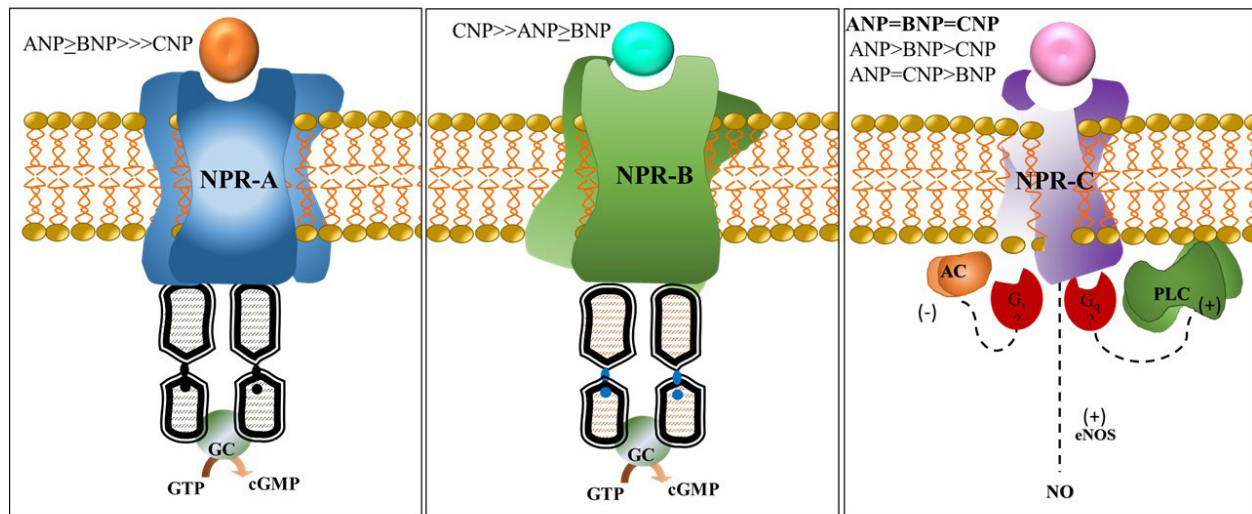 ANP≥BNP>>>CNP
NPR-A
GC
GTP
cGMP
CNP>>ANP≥BNP
NPR-B
GC
GTP
cGMP
ANP=BNP=CNP
ANP>BNP>CNP
ANP=CNP>BNP
NPR-C
AC
(-)
Gi
?
Gq
?
PLC
(+)
(+)
eNOS
NO